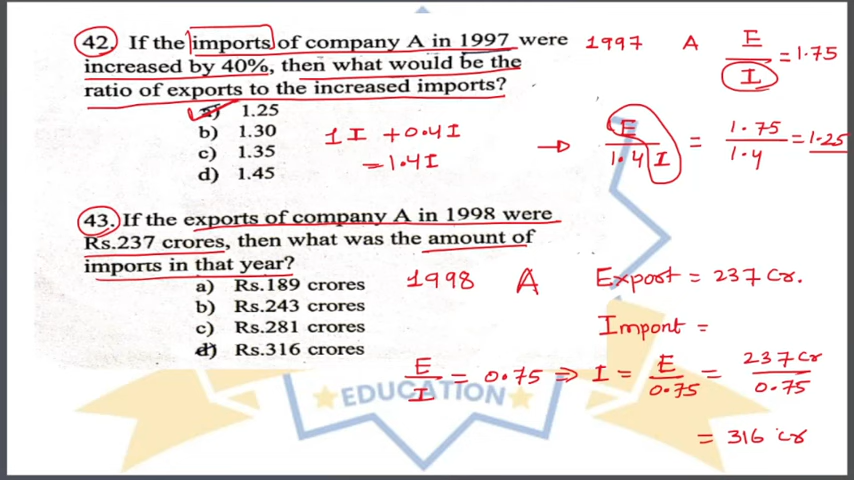 42. If the imports of company A in 1997 were
increased by 40%, then what would be the
ratio of exports to the increased imports?
a) 1.25
b) 1.30
c) 1.35
d) 1.45
1997 A E/I = 1.75
1I + 0.4I
= 1.4I
→ E/1.4I = 1.75/1.4 = 1.25
43. If the exports of company A in 1998 were
Rs.237 crores, then what was the amount of
imports in that year?
a) Rs.189 crores
b) Rs.243 crores
c) Rs.281 crores
d) Rs.316 crores
1998 A Export = 237 Cr.
Import =
E/I = 0.75 ⇒ I = E/0.75 = 237 Cr/0.75
= 316 cr
EDUCATION